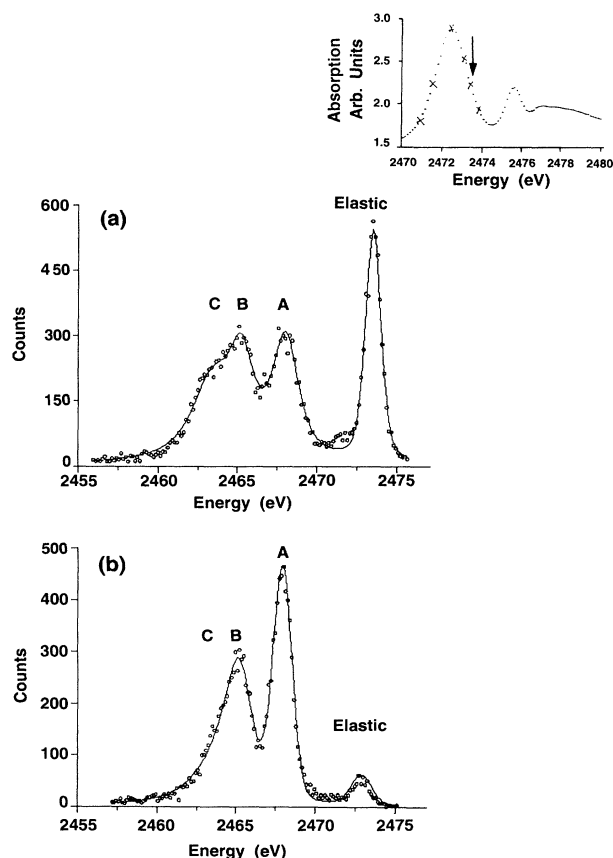 Absorption
Arb. Units
3.0
2.5
2.0
1.5
2470 2472 2474 2476 2478 2480
Energy (eV)
(a)
Elastic
C B A
Counts
600
450
300
150
0
2455 2460 2465 2470 2475
Energy (eV)
(b)
A
C B
Elastic
Counts
500
400
300
200
100
0
2455 2460 2465 2470 2475
Energy (eV)